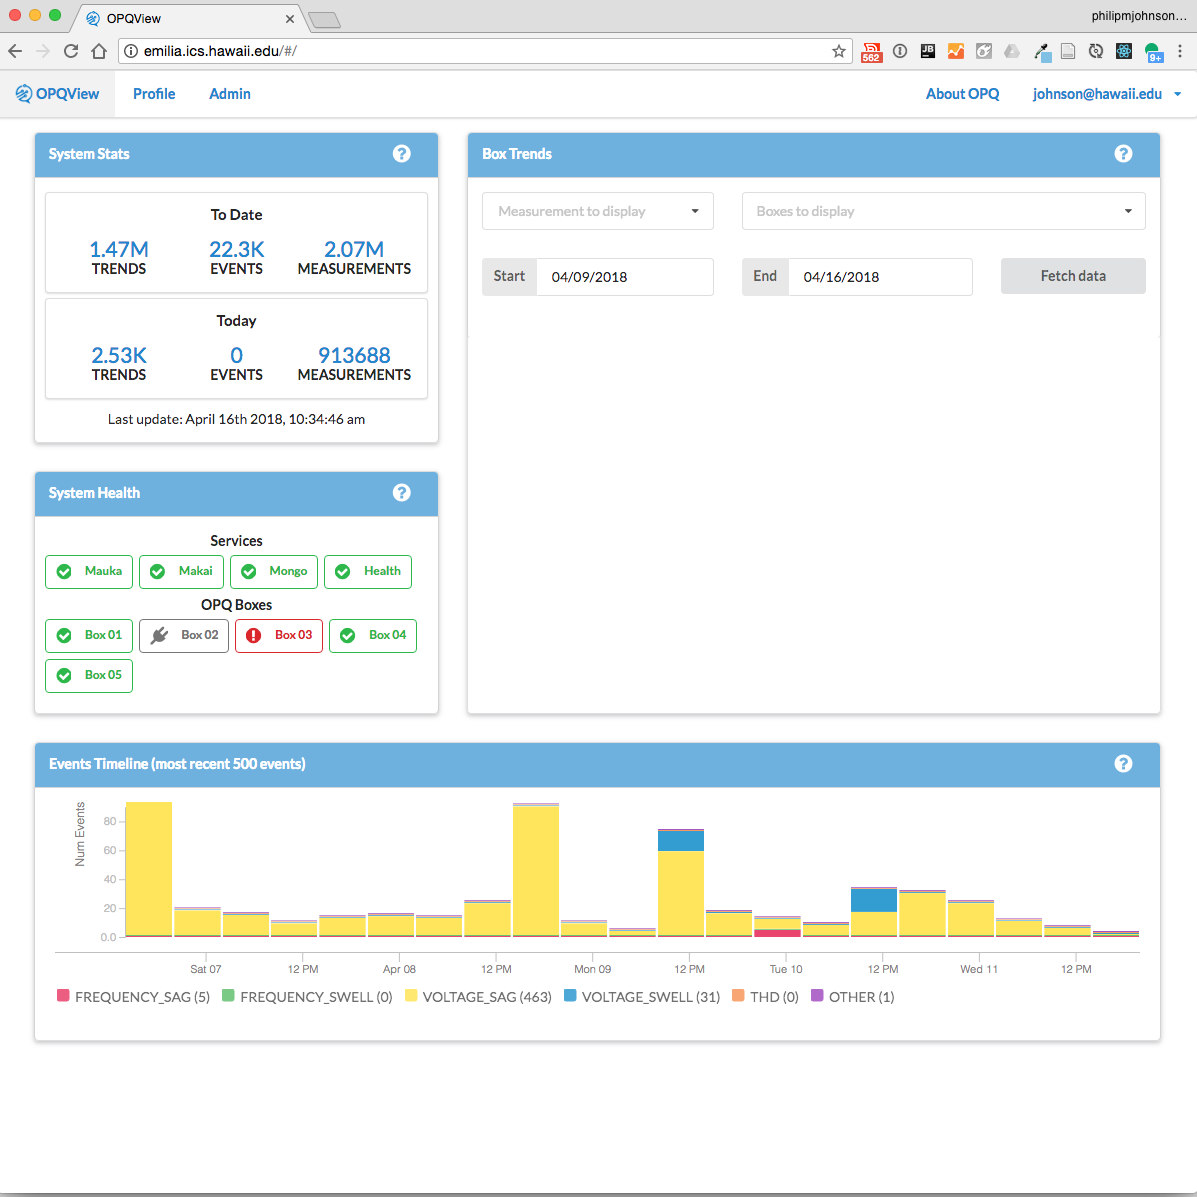 OPQView
philipmjohnson...
emilia.ics.hawaii.edu/#/
562
JB
9+
OPQView Profile Admin About OPQ johnson@hawaii.edu
System Stats
To Date
1.47M 22.3K 2.07M
TRENDS EVENTS MEASUREMENTS
Today
2.53K 0 913688
TRENDS EVENTS MEASUREMENTS
Last update: April 16th 2018, 10:34:46 am
Box Trends
Measurement to display Boxes to display
Start 04/09/2018 End 04/16/2018 Fetch data
System Health
Services
Mauka Makai Mongo Health
OPQ Boxes
Box 01 Box 02 Box 03 Box 04
Box 05
Events Timeline (most recent 500 events)
Num Events
80
60
40
20
0.0
Sat 07 12 PM Apr 08 12 PM Mon 09 12 PM Tue 10 12 PM Wed 11 12 PM
FREQUENCY_SAG (5) FREQUENCY_SWELL (0) VOLTAGE_SAG (463) VOLTAGE_SWELL (31) THD (0) OTHER (1)